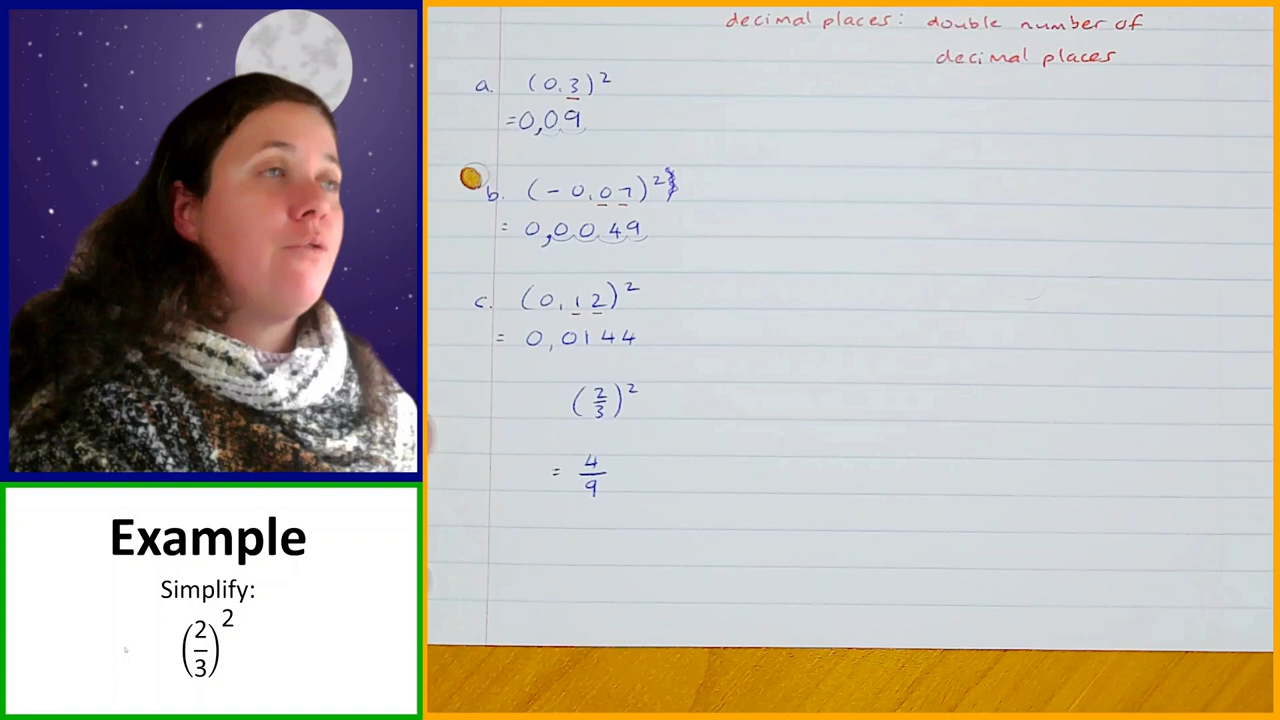 decimal places: double number of
decimal places
a. (0,3)²
=0,09
b. (-0,07)²
= 0,0049
c. (0,12)²
= 0,0144
(2/3)²
= 4/9
Example
Simplify:
(2/3)²